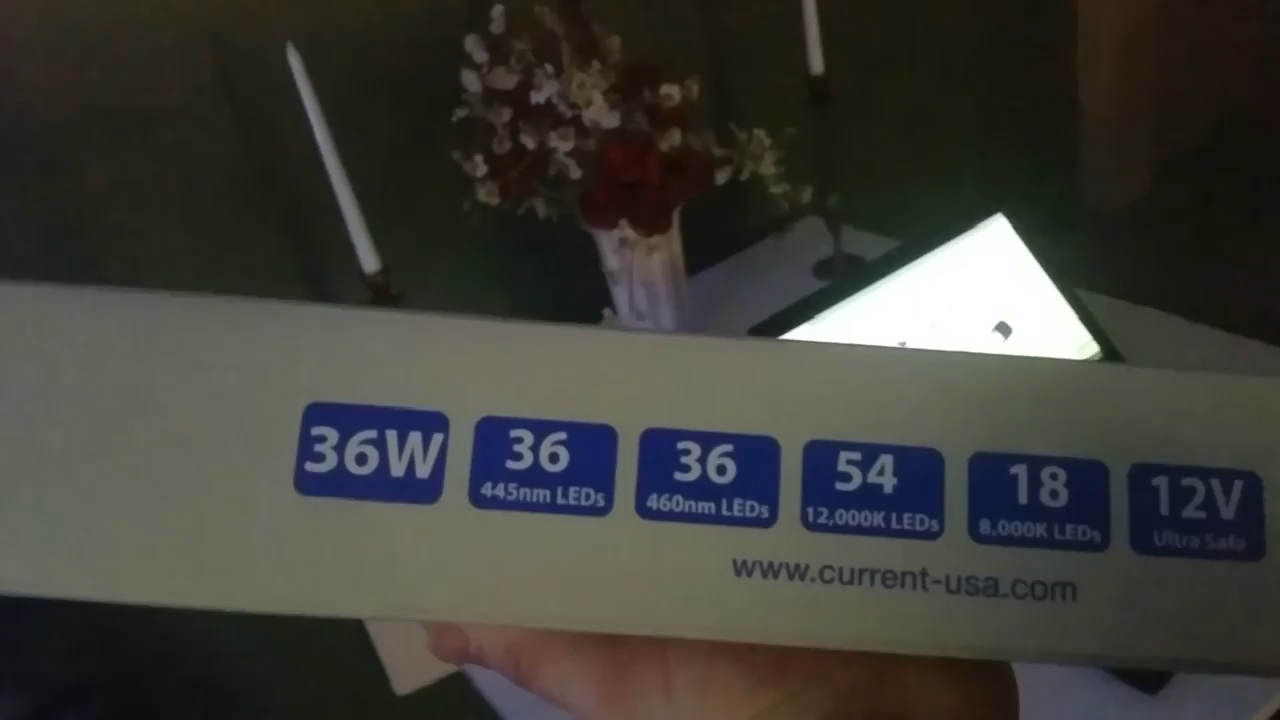 36W
36
445nm LEDs
36
460nm LEDs
54
12,000K LEDs
18
8,000K LEDs
12V
Ultra Safe
www.current-usa.com